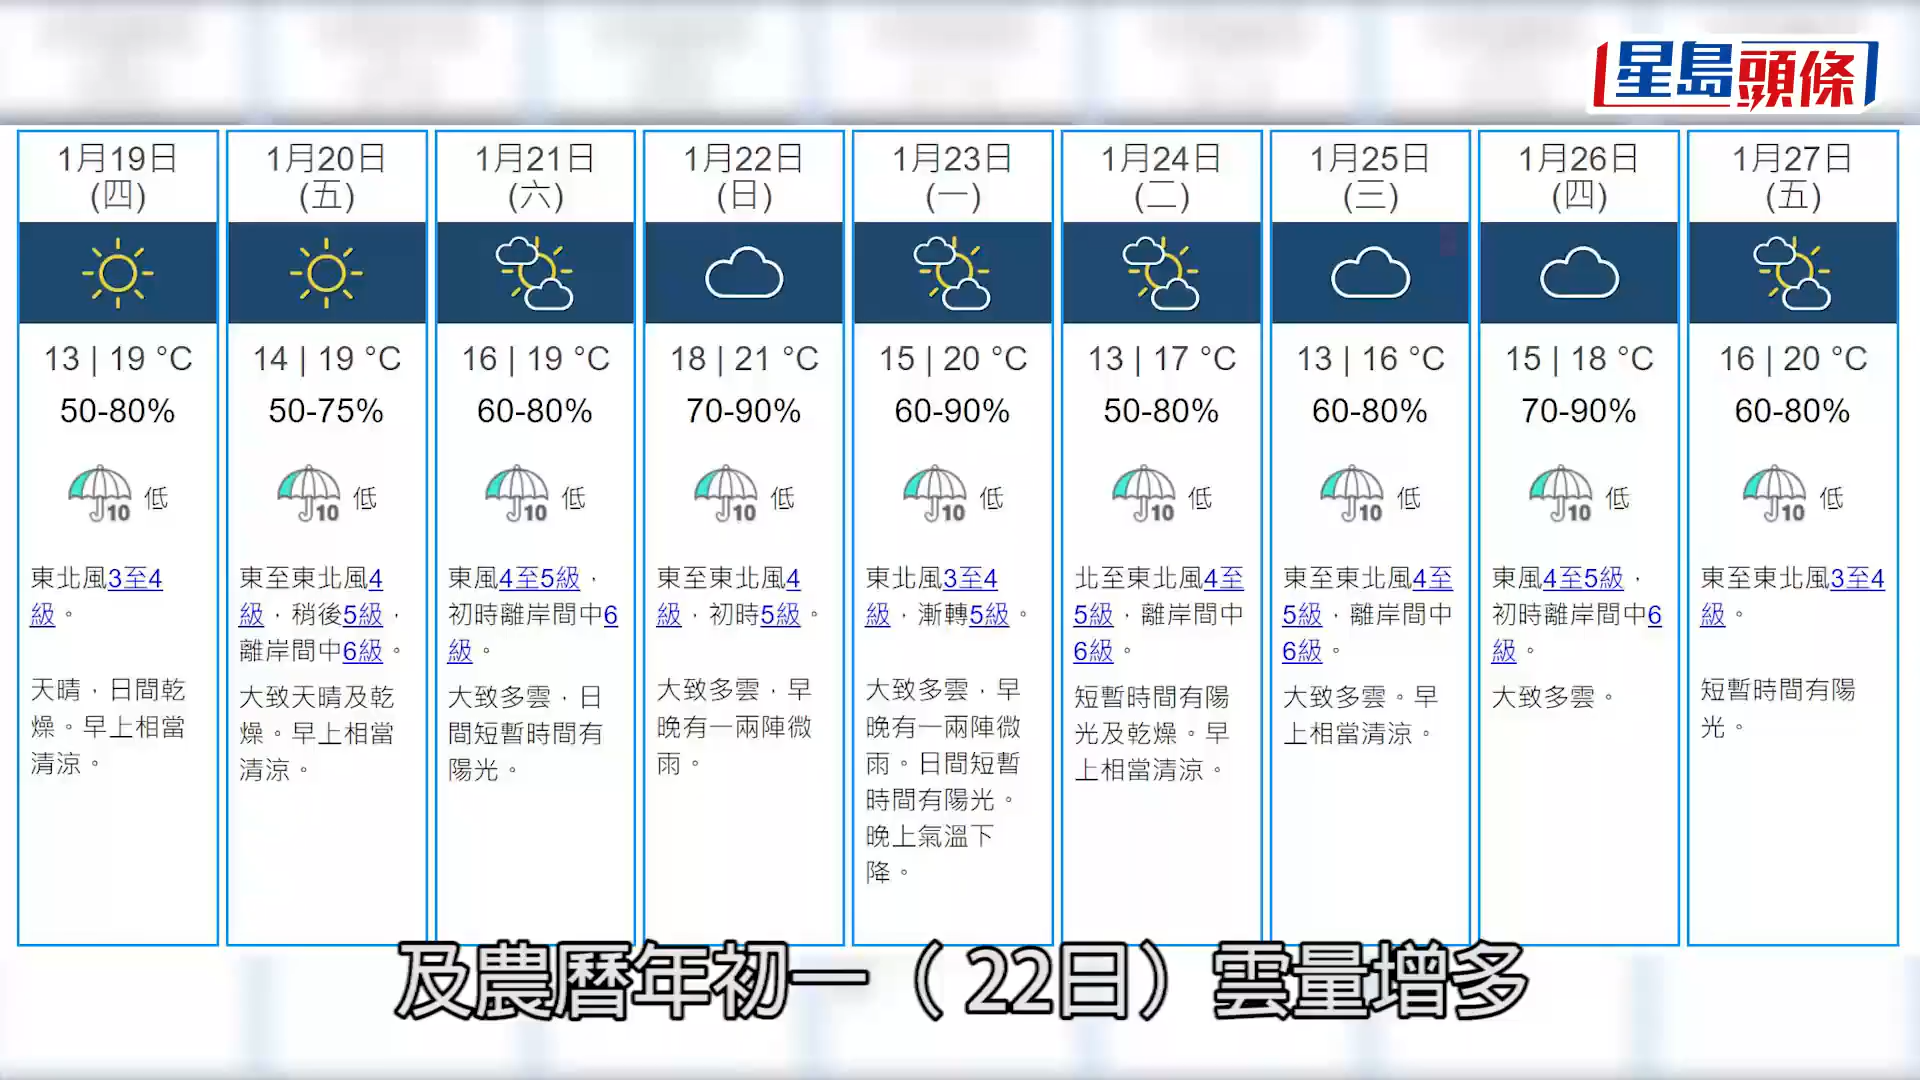 星島頭條
1月19日
(四)
13 | 19 °C
50-80%
10 低
東北風3至4
級。
天晴，日間乾
燥。早上相當
清涼。
1月20日
(五)
14 | 19 °C
50-75%
10 低
東至東北風4
級，稍後5級，
離岸間中6級。
大致天晴及乾
燥。早上相當
清涼。
1月21日
(六)
16 | 19 °C
60-80%
10 低
東風4至5級，
初時離岸間中6
級。
大致多雲，日
間短暫時間有
陽光。
1月22日
(日)
18 | 21 °C
70-90%
10 低
東至東北風4
級，初時5級。
大致多雲，早
晚有一兩陣微
雨。
1月23日
(一)
15 | 20 °C
60-90%
10 低
東北風3至4
級，漸轉5級。
大致多雲，早
晚有一兩陣微
雨。日間短暫
時間有陽光。
晚上氣溫下
降。
1月24日
(二)
13 | 17 °C
50-80%
10 低
北至東北風4至
5級，離岸間中
6級。
短暫時間有陽
光及乾燥。早
上相當清涼。
1月25日
(三)
13 | 16 °C
60-80%
10 低
東至東北風4至
5級，離岸間中
6級。
大致多雲。早
上相當清涼。
1月26日
(四)
15 | 18 °C
70-90%
10 低
東風4至5級，
初時離岸間中6
級。
大致多雲。
1月27日
(五)
16 | 20 °C
60-80%
10 低
東至東北風3至4
級。
短暫時間有陽
光。
及農曆年初一（22日）雲量增多